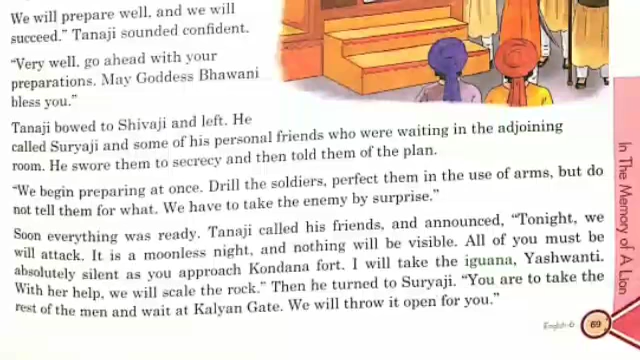 We will prepare well, and we will
succeed.” Tanaji sounded confident.
“Very well, go ahead with your
preparations. May Goddess Bhawani
bless you.”
Tanaji bowed to Shivaji and left. He
called Suryaji and some of his personal friends who were waiting in the adjoining
room. He swore them to secrecy and then told them of the plan.
“We begin preparing at once. Drill the soldiers, perfect them in the use of arms, but do
not tell them for what. We have to take the enemy by surprise.”
Soon everything was ready. Tanaji called his friends, and announced, “Tonight, we
will attack. It is a moonless night, and nothing will be visible. All of you must be
absolutely silent as you approach Kondana fort. I will take the iguana, Yashwanti.
With her help, we will scale the rock.” Then he turned to Suryaji. “You are to take the
rest of the men and wait at Kalyan Gate. We will throw it open for you.”
In The Memory of A Lion
English-6
69